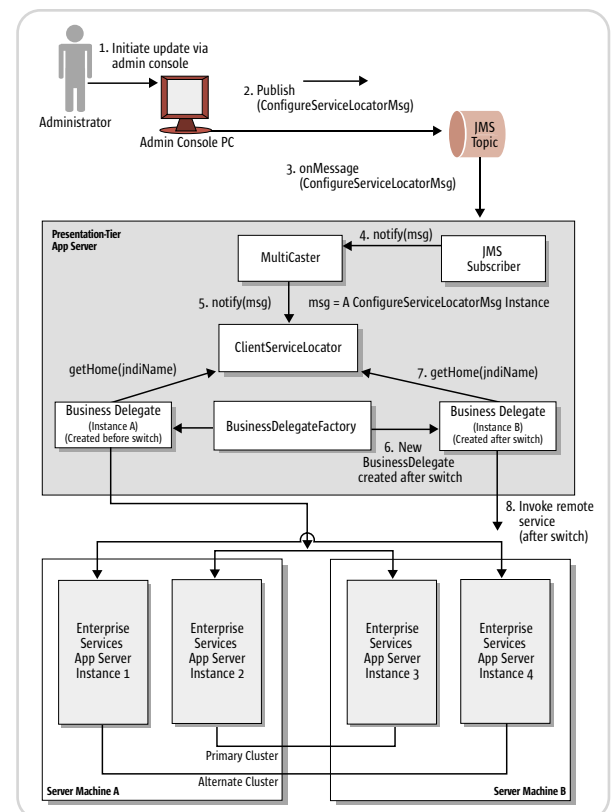 1. Initiate update via
admin console
2. Publish
(ConfigureServiceLocatorMsg)
Administrator
Admin Console PC
JMS
Topic
3. onMessage
(ConfigureServiceLocatorMsg)
Presentation-Tier
App Server
4. notify(msg)
MultiCaster
JMS
Subscriber
5. notify(msg)
msg = A ConfigureServiceLocatorMsg Instance
ClientServiceLocator
getHome(jndiName)
7. getHome(jndiName)
Business Delegate
(Instance A)
(Created before switch)
BusinessDelegateFactory
Business Delegate
(Instance B)
(Created after switch)
6. New
BusinessDelegate
created after switch
8. Invoke remote
service
(after switch)
Enterprise
Services
App Server
Instance 1
Enterprise
Services
App Server
Instance 2
Enterprise
Services
App Server
Instance 3
Enterprise
Services
App Server
Instance 4
Primary Cluster
Alternate Cluster
Server Machine A
Server Machine B